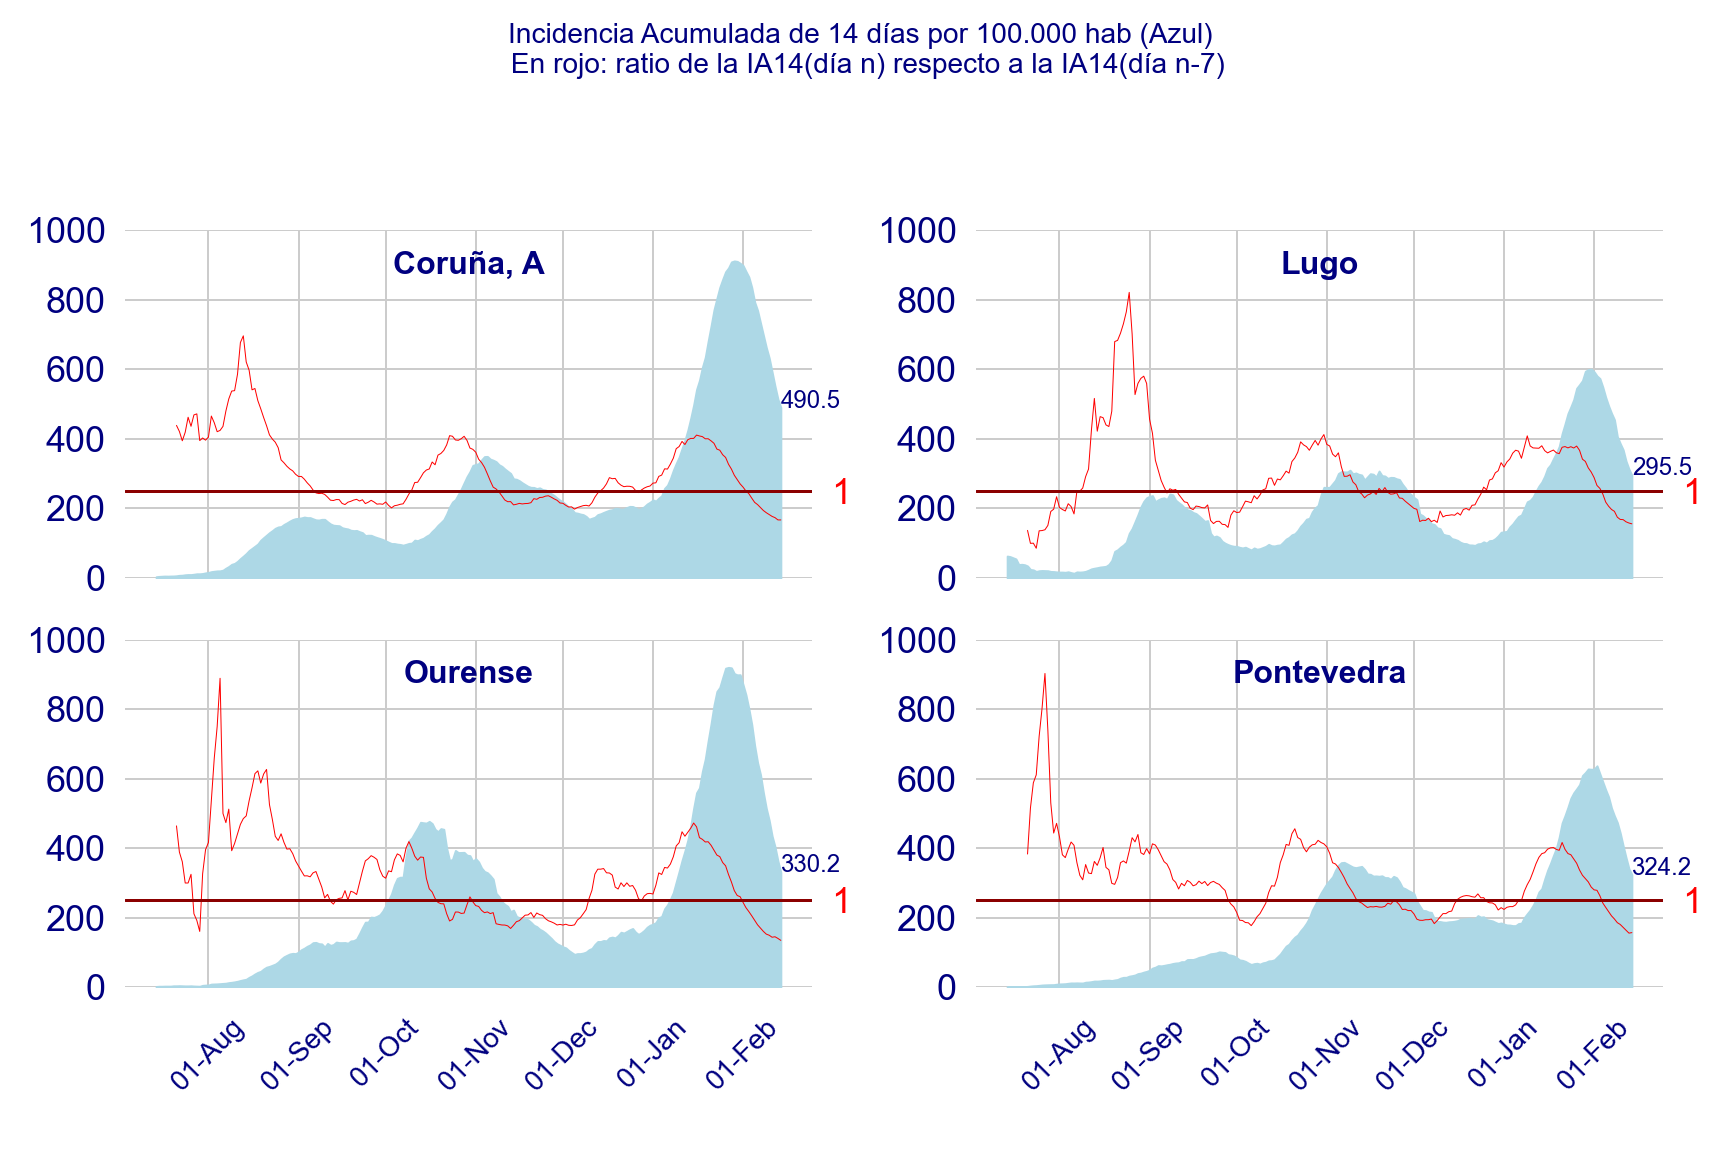 Incidencia Acumulada de 14 días por 100.000 hab (Azul)
En rojo: ratio de la IA14(día n) respecto a la IA14(día n-7)
Coruña, A
1000
800
600
400
200
0
490.5
1
Lugo
1000
800
600
400
200
0
295.5
1
Ourense
1000
800
600
400
200
0
330.2
1
01-Aug
01-Sep
01-Oct
01-Nov
01-Dec
01-Jan
01-Feb
Pontevedra
1000
800
600
400
200
0
324.2
1
01-Aug
01-Sep
01-Oct
01-Nov
01-Dec
01-Jan
01-Feb